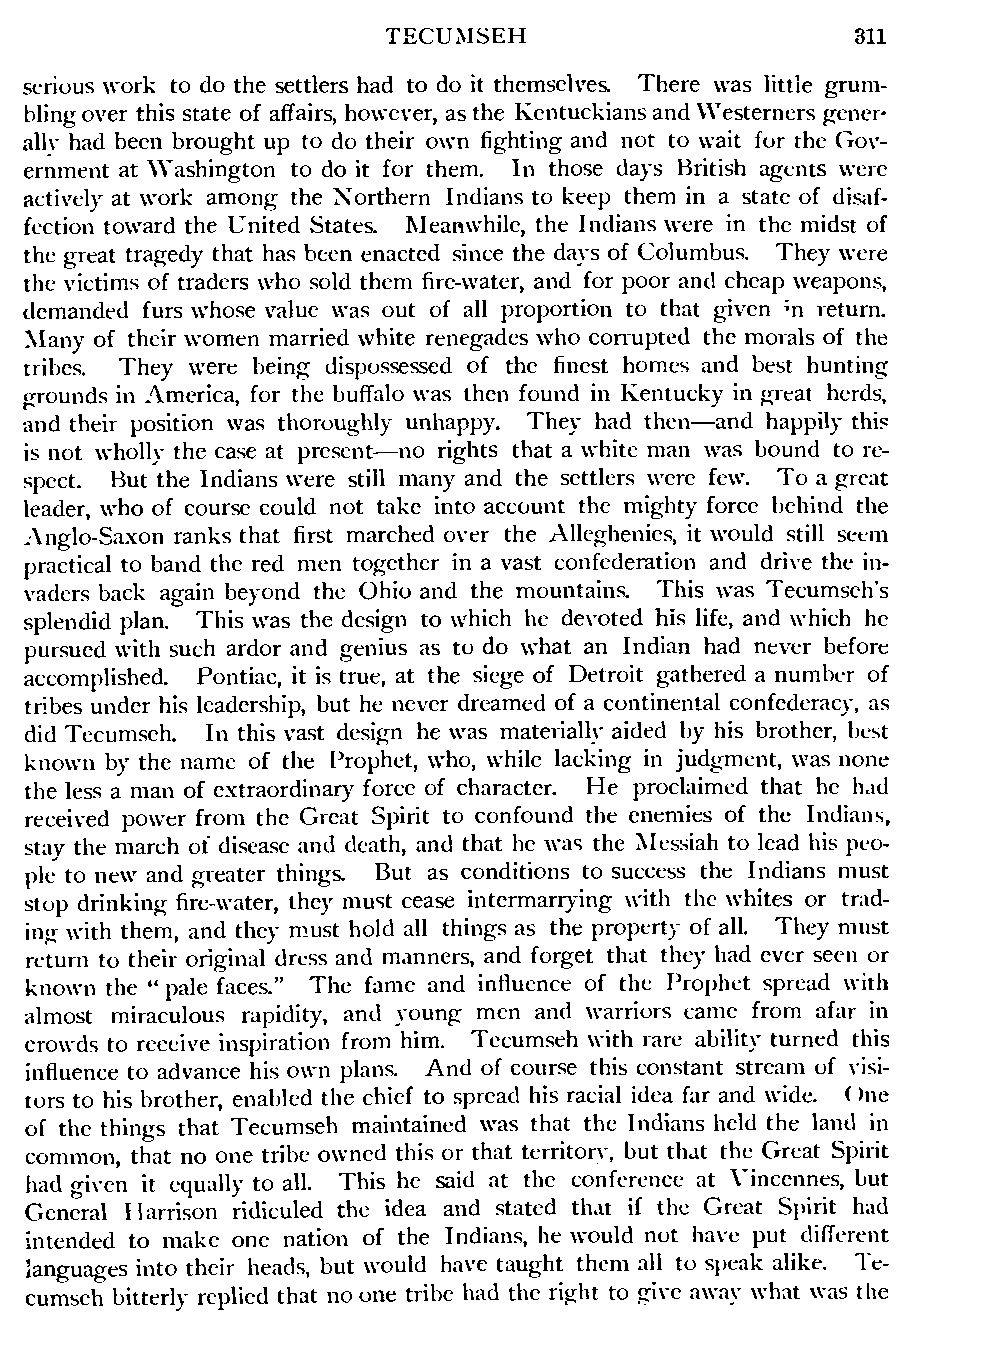 TECUMSEH 311
serious work to do the settlers had to do it themselves. There was little grum-
bling over this state of affairs, however, as the Kentuckians and Westerners gener-
ally had been brought up to do their own fighting and not to wait for the Gov-
ernment at Washington to do it for them. In those days British agents were
actively at work among the Northern Indians to keep them in a state of disaf-
fection toward the United States. Meanwhile, the Indians were in the midst of
the great tragedy that has been enacted since the days of Columbus. They were
the victims of traders who sold them fire-water, and for poor and cheap weapons,
demanded furs whose value was out of all proportion to that given in return.
Many of their women married white renegades who corrupted the morals of the
tribes. They were being dispossessed of the finest homes and best hunting
grounds in America, for the buffalo was then found in Kentucky in great herds,
and their position was thoroughly unhappy. They had then—and happily this
is not wholly the case at present—no rights that a white man was bound to re-
spect. But the Indians were still many and the settlers were few. To a great
leader, who of course could not take into account the mighty force behind the
Anglo-Saxon ranks that first marched over the Alleghenies, it would still seem
practical to band the red men together in a vast confederation and drive the in-
vaders back again beyond the Ohio and the mountains. This was Tecumseh's
splendid plan. This was the design to which he devoted his life, and which he
pursued with such ardor and genius as to do what an Indian had never before
accomplished. Pontiac, it is true, at the siege of Detroit gathered a number of
tribes under his leadership, but he never dreamed of a continental confederacy, as
did Tecumseh. In this vast design he was materially aided by his brother, best
known by the name of the Prophet, who, while lacking in judgment, was none
the less a man of extraordinary force of character. He proclaimed that he had
received power from the Great Spirit to confound the enemies of the Indians,
stay the march of disease and death, and that he was the Messiah to lead his peo-
ple to new and greater things. But as conditions to success the Indians must
stop drinking fire-water, they must cease intermarrying with the whites or trad-
ing with them, and they must hold all things as the property of all. They must
return to their original dress and manners, and forget that they had ever seen or
known the "pale faces." The fame and influence of the Prophet spread with
almost miraculous rapidity, and young men and warriors came from afar in
crowds to receive inspiration from him. Tecumseh with rare ability turned this
influence to advance his own plans. And of course this constant stream of visi-
tors to his brother, enabled the chief to spread his racial idea far and wide. One
of the things that Tecumseh maintained was that the Indians held the land in
common, that no one tribe owned this or that territory, but that the Great Spirit
had given it equally to all. This he said at the conference at Vincennes, but
General Harrison ridiculed the idea and stated that if the Great Spirit had
intended to make one nation of the Indians, he would not have put different
languages into their heads, but would have taught them all to speak alike. Te-
cumseh bitterly replied that no one tribe had the right to give away what was the